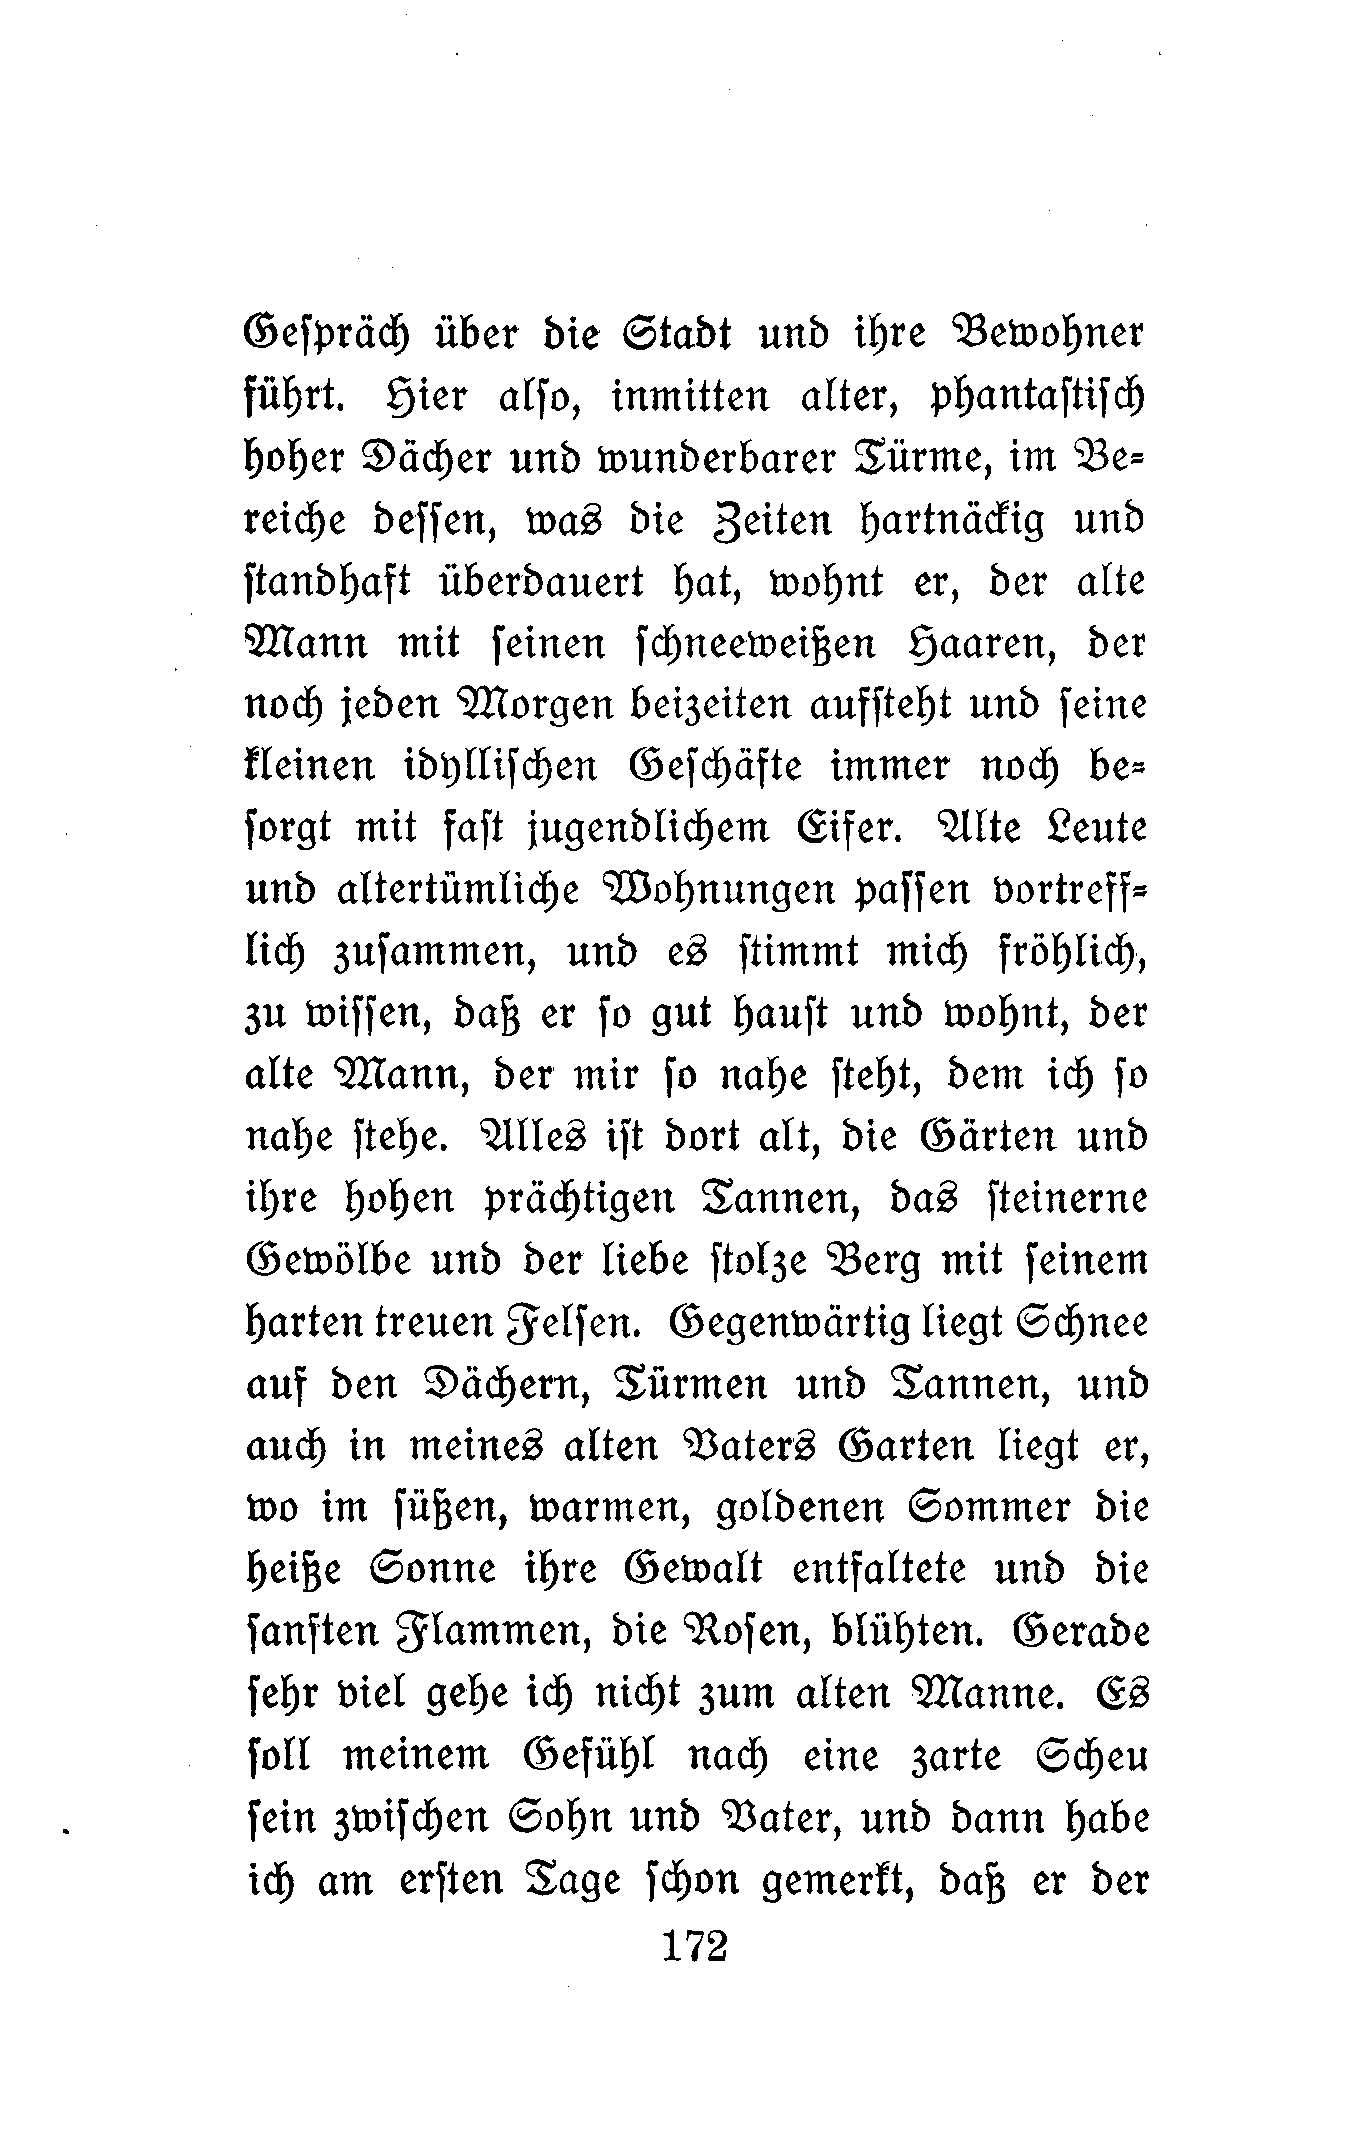 Gespräch über die Stadt und ihre Bewohner
führt. Hier also, inmitten alter, phantastisch
hoher Dächer und wunderbarer Türme, im Be-
reiche dessen, was die Zeiten hartnäckig und
standhaft überdauert hat, wohnt er, der alte
Mann mit seinen schneeweißen Haaren, der
noch jeden Morgen beizeiten aufsteht und seine
kleinen idyllischen Geschäfte immer noch be-
sorgt mit fast jugendlichem Eifer. Alte Leute
und altertümliche Wohnungen passen vortreff-
lich zusammen, und es stimmt mich fröhlich,
zu wissen, daß er so gut haust und wohnt, der
alte Mann, der mir so nahe steht, dem ich so
nahe stehe. Alles ist dort alt, die Gärten und
ihre hohen prächtigen Tannen, das steinerne
Gewölbe und der liebe stolze Berg mit seinem
harten treuen Felsen. Gegenwärtig liegt Schnee
auf den Dächern, Türmen und Tannen, und
auch in meines alten Vaters Garten liegt er,
wo im süßen, warmen, goldenen Sommer die
heiße Sonne ihre Gewalt entfaltete und die
sanften Flammen, die Rosen, blühten. Gerade
sehr viel gehe ich nicht zum alten Manne. Es
soll meinem Gefühl nach eine zarte Scheu
sein zwischen Sohn und Vater, und dann habe
ich am ersten Tage schon gemerkt, daß er der
172